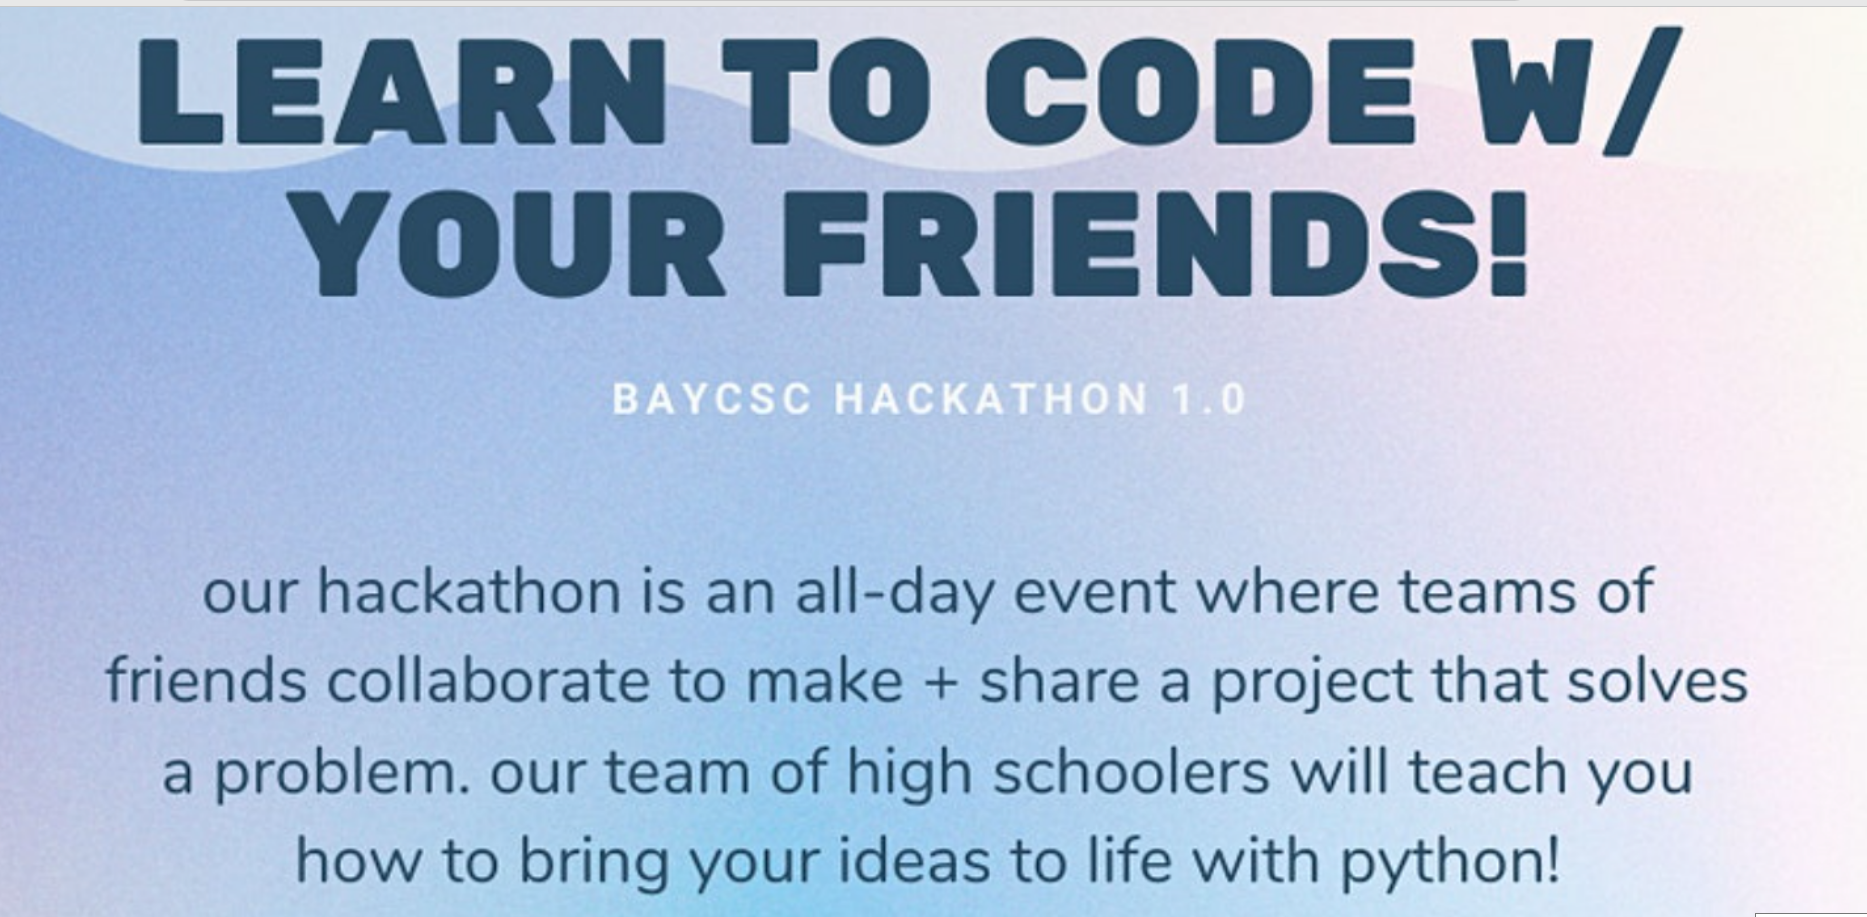 LEARN TO CODE W/
YOUR FRIENDS!
BAYCSC HACKATHON 1.0
our hackathon is an all-day event where teams of
friends collaborate to make + share a project that solves
a problem. our team of high schoolers will teach you
how to bring your ideas to life with python!